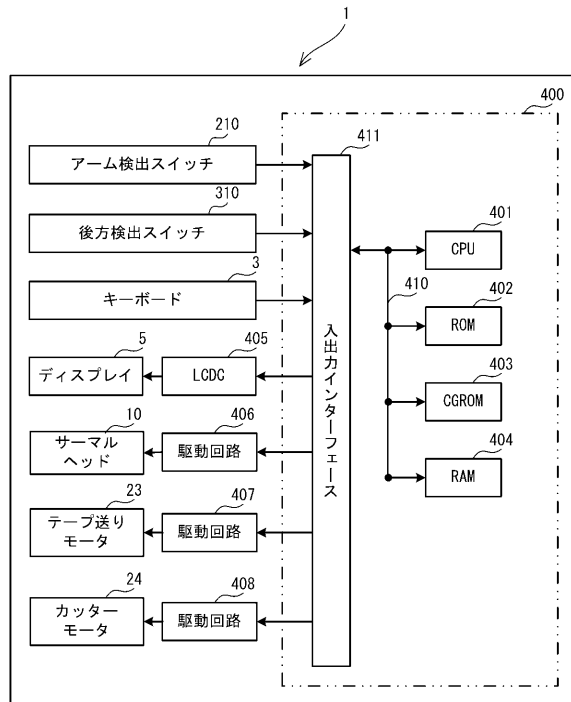 1
400
210
アーム検出スイッチ
411
310
後方検出スイッチ
401
CPU
3
キーボード
410
402
ROM
入出力インターフェース
5
ディスプレイ
405
LCDC
403
CGROM
10
サーマル
ヘッド
406
駆動回路
404
RAM
23
テープ送り
モータ
407
駆動回路
24
カッター
モータ
408
駆動回路